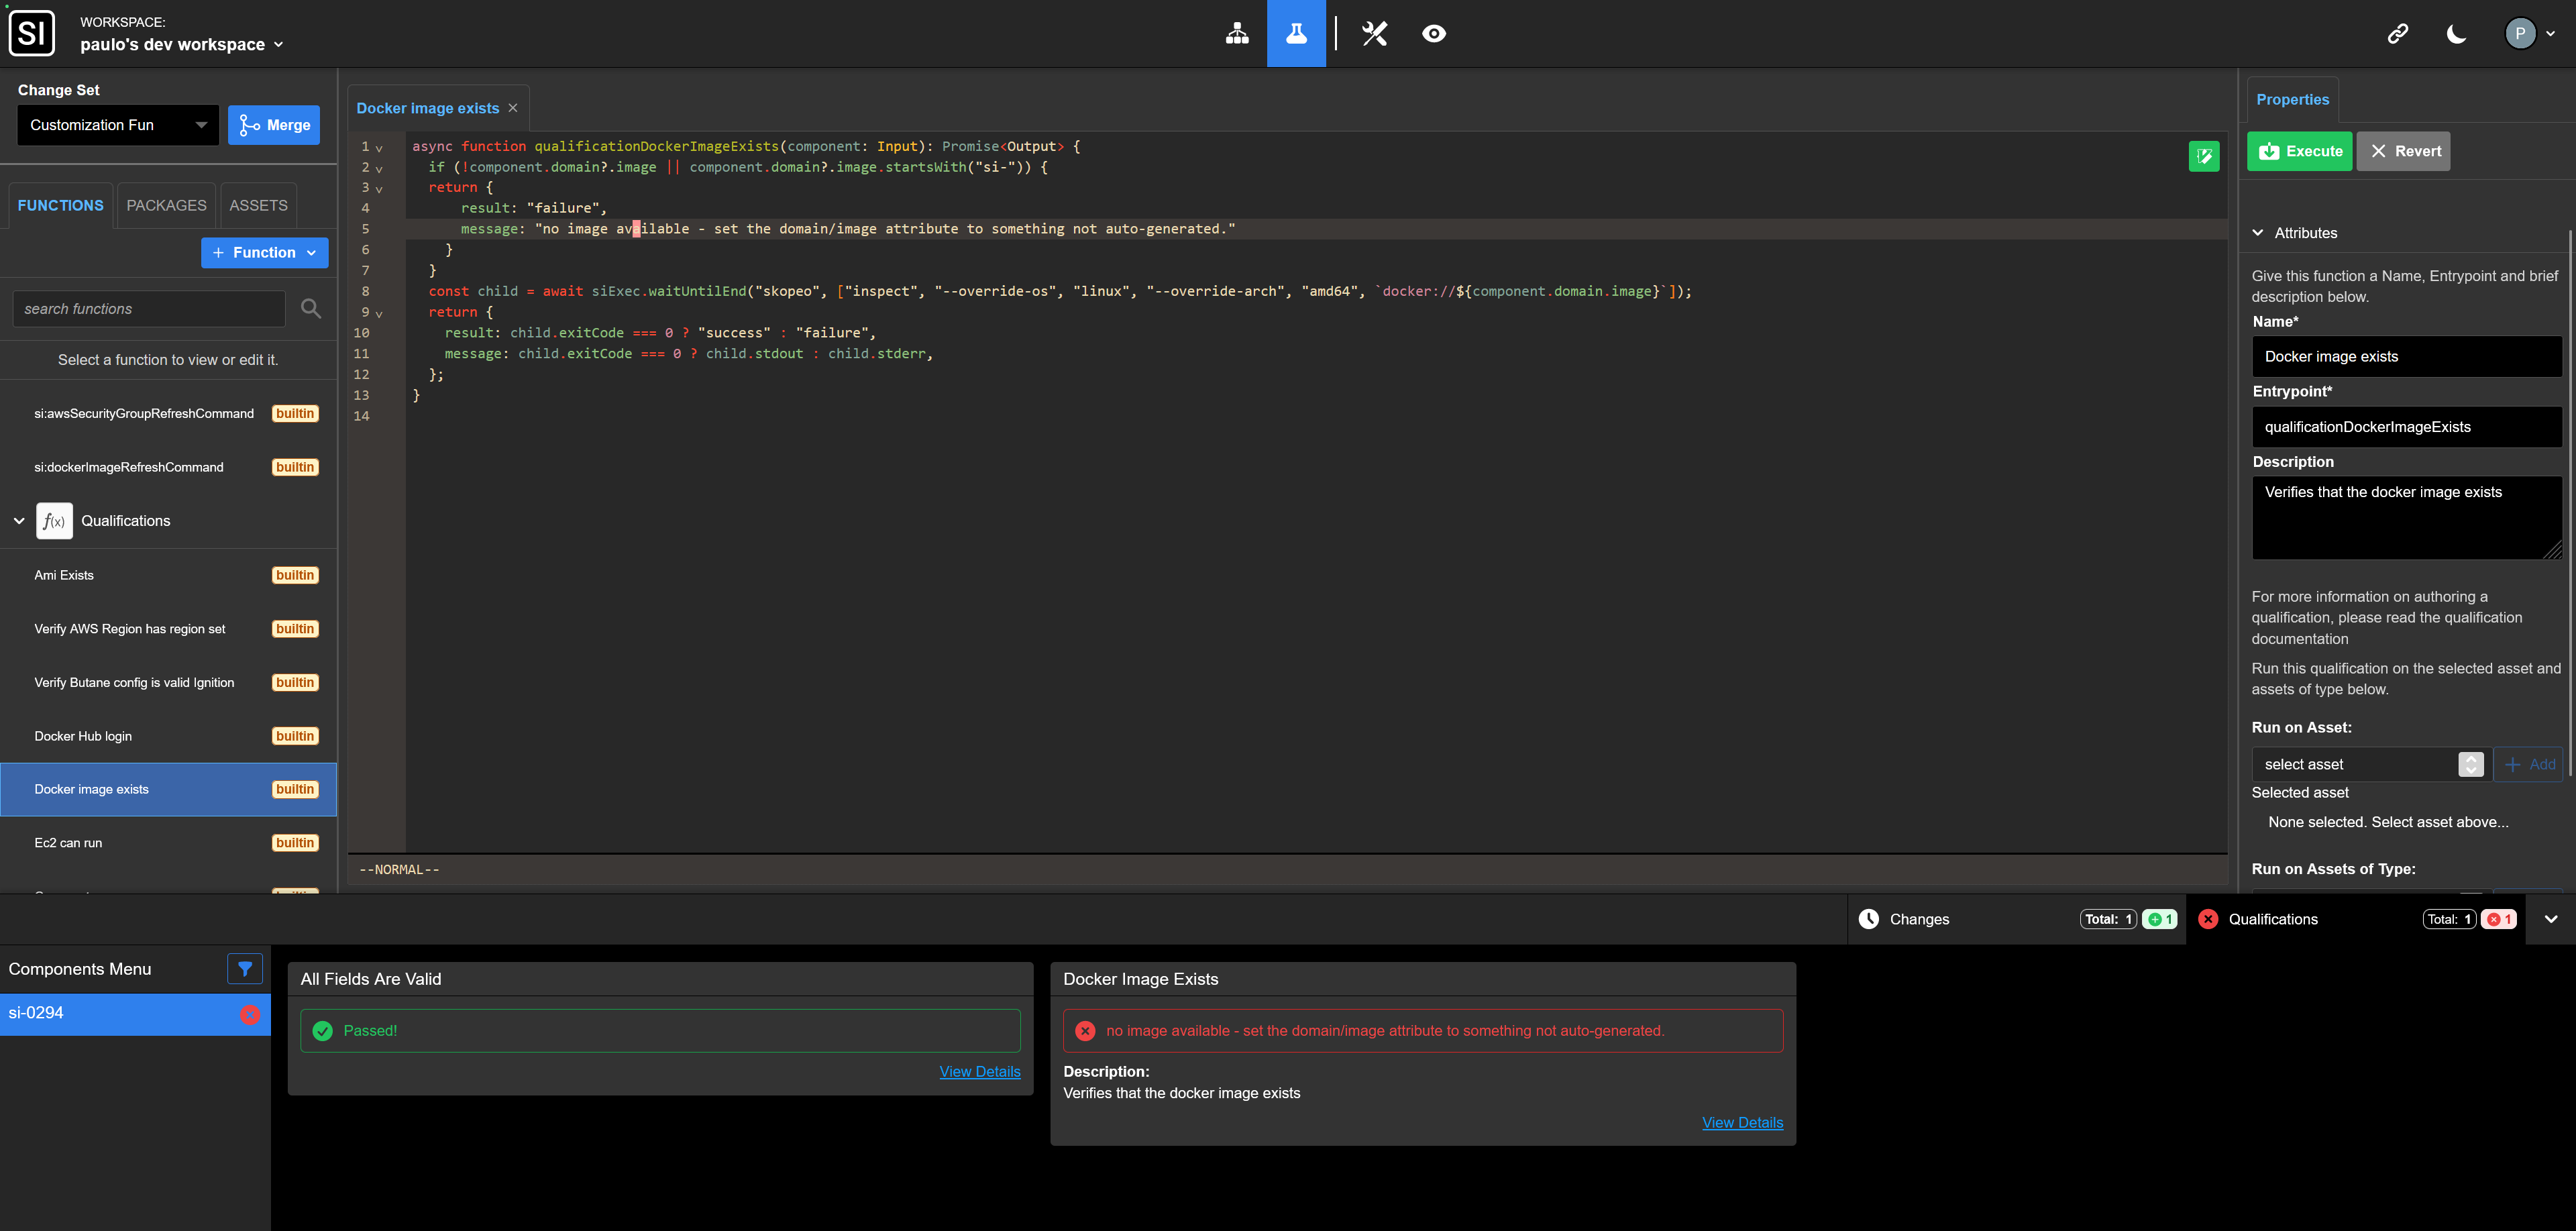 SI
WORKSPACE:
paulo's dev workspace
P
Change Set
Customization Fun
Merge
FUNCTIONS
PACKAGES
ASSETS
+ Function
search functions
Select a function to view or edit it.
si:awsSecurityGroupRefreshCommand builtin
si:dockerImageRefreshCommand builtin
f(x) Qualifications
Ami Exists builtin
Verify AWS Region has region set builtin
Verify Butane config is valid Ignition builtin
Docker Hub login builtin
Docker image exists builtin
Ec2 can run builtin
Docker image exists
1 async function qualificationDockerImageExists(component: Input): Promise<Output> {
2 if (!component.domain?.image || component.domain?.image.startsWith("si-")) {
3 return {
4 result: "failure",
5 message: "no image available - set the domain/image attribute to something not auto-generated."
6 }
7 }
8 const child = await siExec.waitUntilEnd("skopeo", ["inspect", "--override-os", "linux", "--override-arch", "amd64", `docker://${component.domain.image}`]);
9 return {
10 result: child.exitCode === 0 ? "success" : "failure",
11 message: child.exitCode === 0 ? child.stdout : child.stderr,
12 };
13 }
14
--NORMAL--
Properties
Execute
Revert
Attributes
Give this function a Name, Entrypoint and brief
description below.
Name*
Docker image exists
Entrypoint*
qualificationDockerImageExists
Description
Verifies that the docker image exists
For more information on authoring a
qualification, please read the qualification
documentation
Run this qualification on the selected asset and
assets of type below.
Run on Asset:
select asset
+ Add
Selected asset
None selected. Select asset above...
Run on Assets of Type:
Changes Total: 1 1
Qualifications Total: 1 1
Components Menu
si-0294
All Fields Are Valid
Passed!
View Details
Docker Image Exists
no image available - set the domain/image attribute to something not auto-generated.
Description:
Verifies that the docker image exists
View Details